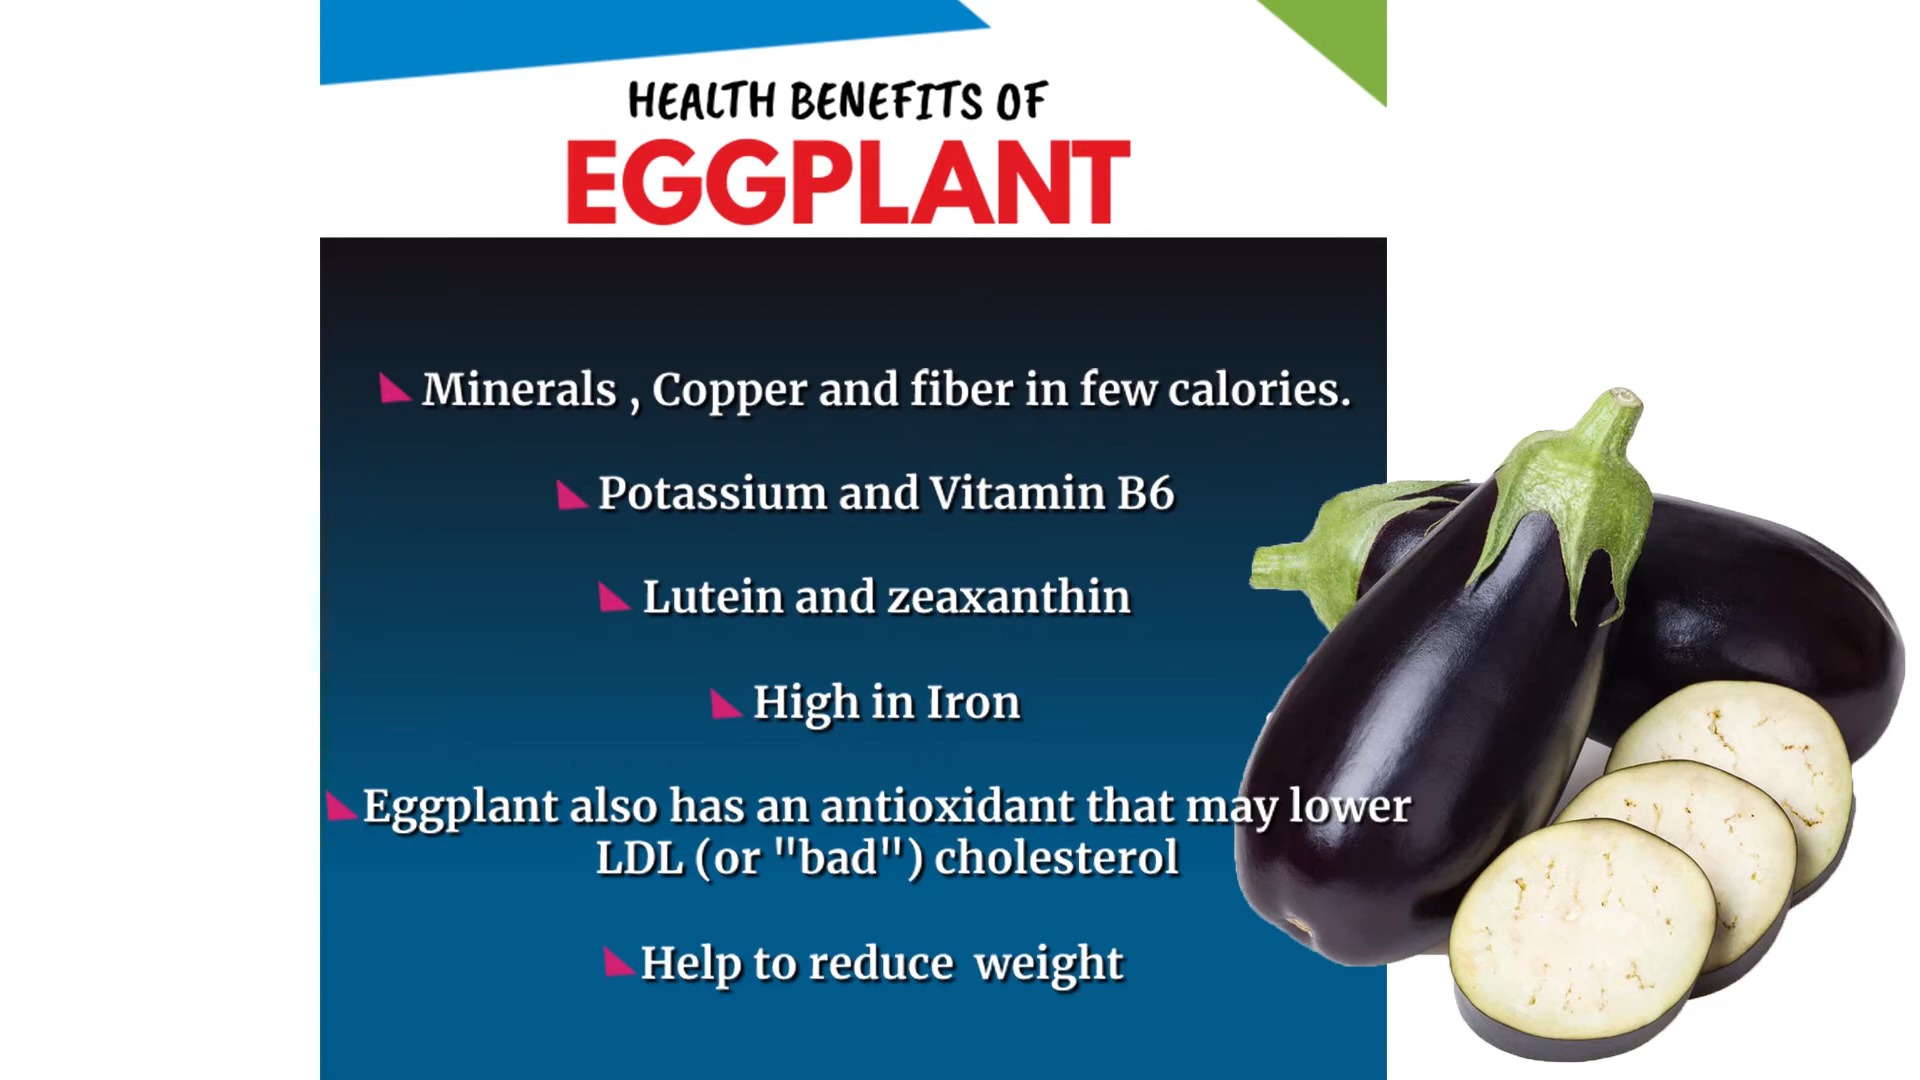 HEALTH BENEFITS OF
EGGPLANT
Minerals , Copper and fiber in few calories.
Potassium and Vitamin B6
Lutein and zeaxanthin
High in Iron
Eggplant also has an antioxidant that may lower
LDL (or "bad") cholesterol
Help to reduce weight